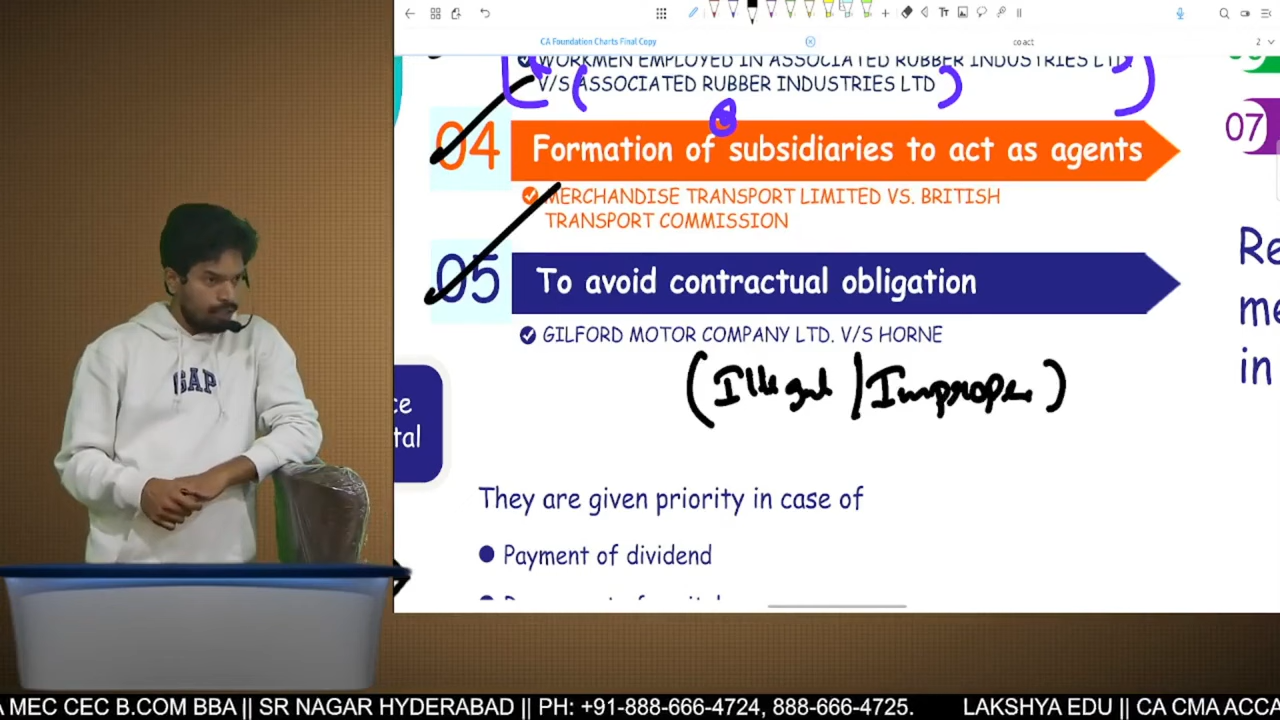 CA Foundation Charts Final Copy
co act
2
WORKMEN EMPLOYED IN ASSOCIATED RUBBER INDUSTRIES LTD
V/S ASSOCIATED RUBBER INDUSTRIES LTD
04
Formation of subsidiaries to act as agents
MERCHANDISE TRANSPORT LIMITED VS. BRITISH
TRANSPORT COMMISSION
05
To avoid contractual obligation
GILFORD MOTOR COMPANY LTD. V/S HORNE
(Illegal | Improper)
They are given priority in case of
Payment of dividend
ce
tal
07
Re
me
in
GAP
A MEC CEC B.COM BBA || SR NAGAR HYDERABAD || PH: +91-888-666-4724, 888-666-4725. LAKSHYA EDU || CA CMA ACCA